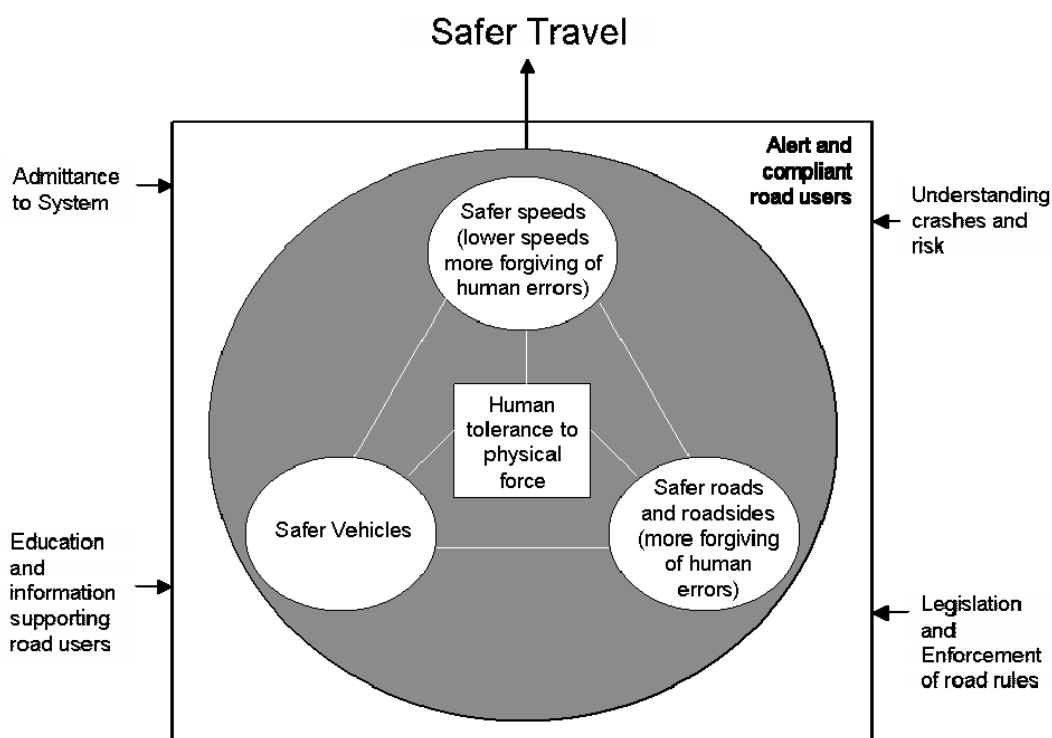 Safer Travel
Admittance
to System
Alert and
compliant
road users
Understanding
crashes and
risk
Safer speeds
(lower speeds
more forgiving of
human errors)
Human
tolerance to
physical
force
Safer Vehicles
Safer roads
and roadsides
(more forgiving
of human
errors)
Education
and
information
supporting
road users
Legislation
and
Enforcement
of road rules